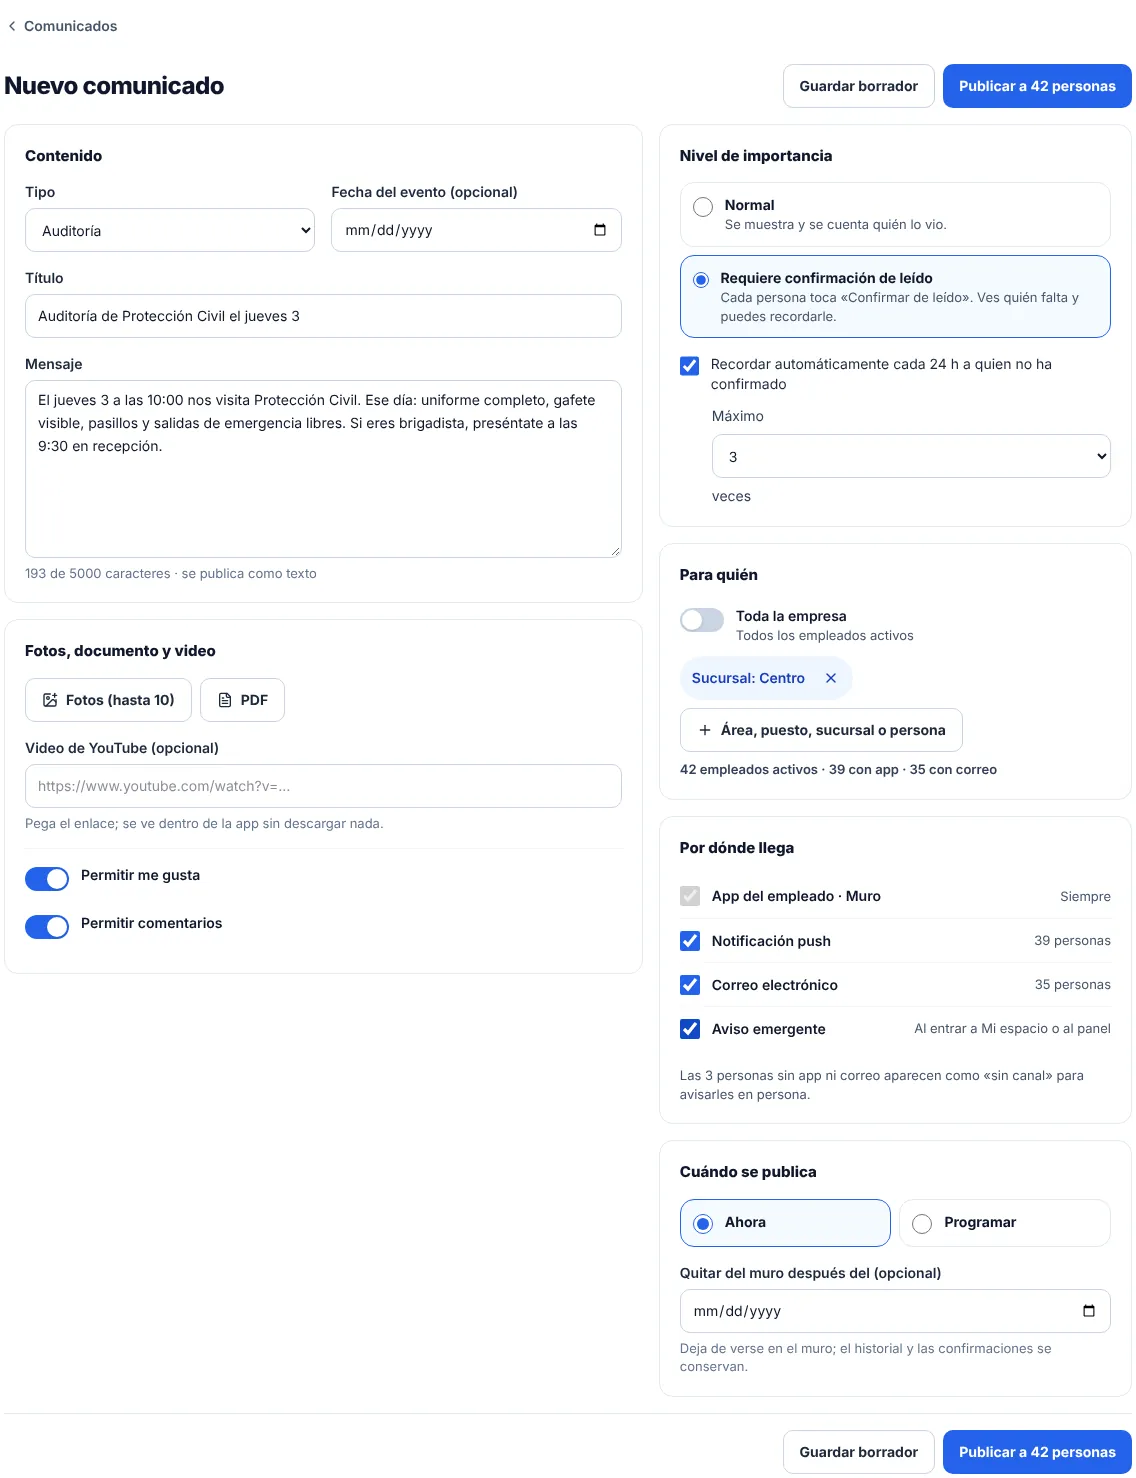 Comunicados
Nuevo comunicado
Guardar borrador
Publicar a 42 personas
Contenido
Tipo
Fecha del evento (opcional)
Auditoría
mm/dd/yyyy
Título
Auditoría de Protección Civil el jueves 3
Mensaje
El jueves 3 a las 10:00 nos visita Protección Civil. Ese día: uniforme completo, gafete
visible, pasillos y salidas de emergencia libres. Si eres brigadista, preséntate a las
9:30 en recepción.
193 de 5000 caracteres · se publica como texto
Fotos, documento y video
Fotos (hasta 10)
PDF
Video de YouTube (opcional)
https://www.youtube.com/watch?v=...
Pega el enlace; se ve dentro de la app sin descargar nada.
Permitir me gusta
Permitir comentarios
Nivel de importancia
Normal
Se muestra y se cuenta quién lo vio.
Requiere confirmación de leído
Cada persona toca «Confirmar de leído». Ves quién falta y
puedes recordarle.
Recordar automáticamente cada 24 h a quien no ha
confirmado
Máximo
3
veces
Para quién
Toda la empresa
Todos los empleados activos
Sucursal: Centro
Área, puesto, sucursal o persona
42 empleados activos · 39 con app · 35 con correo
Por dónde llega
App del empleado · Muro
Siempre
Notificación push
39 personas
Correo electrónico
35 personas
Aviso emergente
Al entrar a Mi espacio o al panel
Las 3 personas sin app ni correo aparecen como «sin canal» para
avisarles en persona.
Cuándo se publica
Ahora
Programar
Quitar del muro después del (opcional)
mm/dd/yyyy
Deja de verse en el muro; el historial y las confirmaciones se
conservan.
Guardar borrador
Publicar a 42 personas